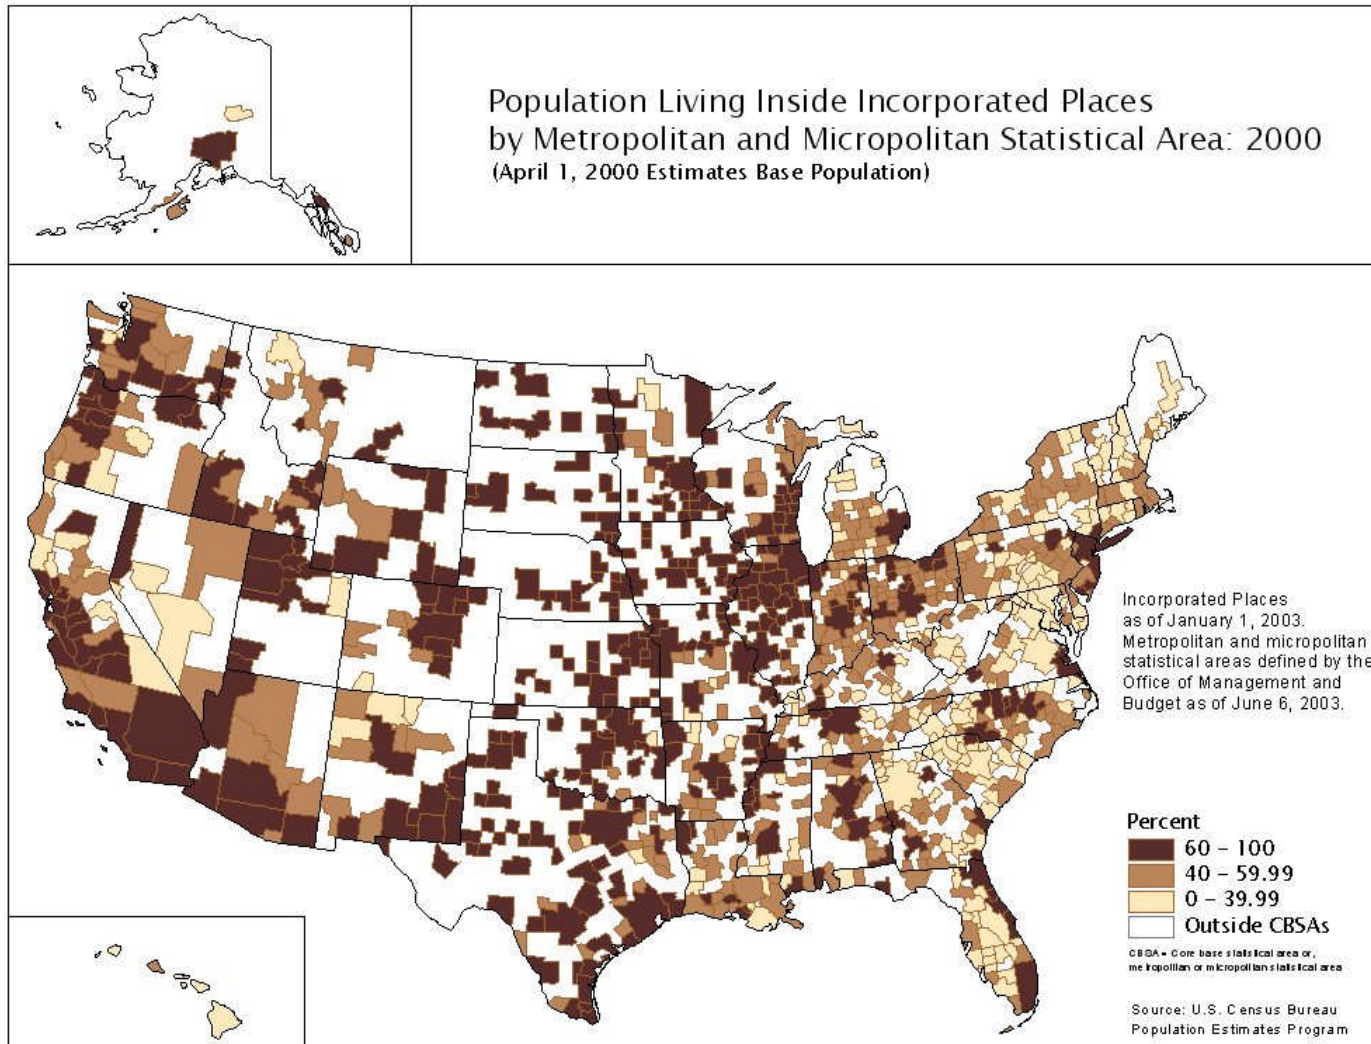 Population Living Inside Incorporated Places
by Metropolitan and Micropolitan Statistical Area: 2000
(April 1, 2000 Estimates Base Population)
Incorporated Places
as of January 1, 2003.
Metropolitan and micropolitan
statistical areas defined by the
Office of Management and
Budget as of June 6, 2003.
Percent
60 – 100
40 – 59.99
0 – 39.99
Outside CBSAs
CBSA = Core base statistical area or,
metropolitan or micropolitan statistical area
Source: U.S. Census Bureau
Population Estimates Program